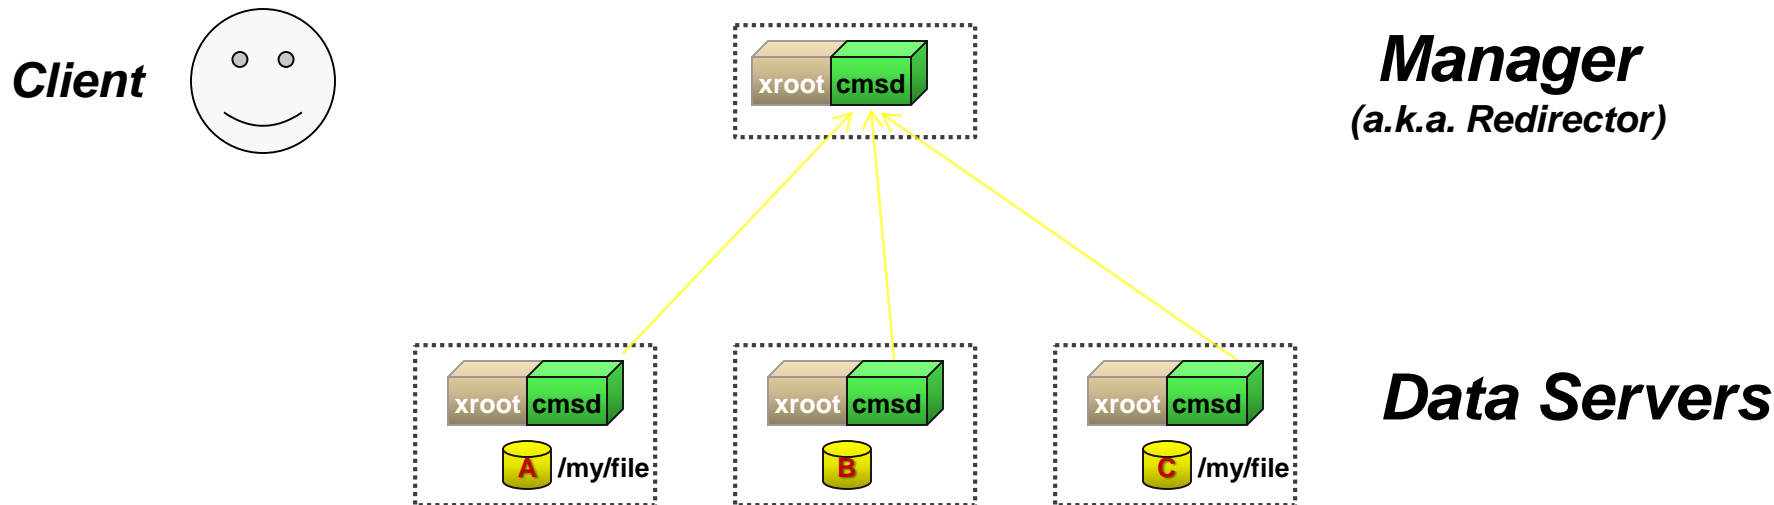 Client
xroot cmsd
Manager
(a.k.a. Redirector)
xroot cmsd
xroot cmsd
xroot cmsd
Data Servers
A /my/file
B
C /my/file